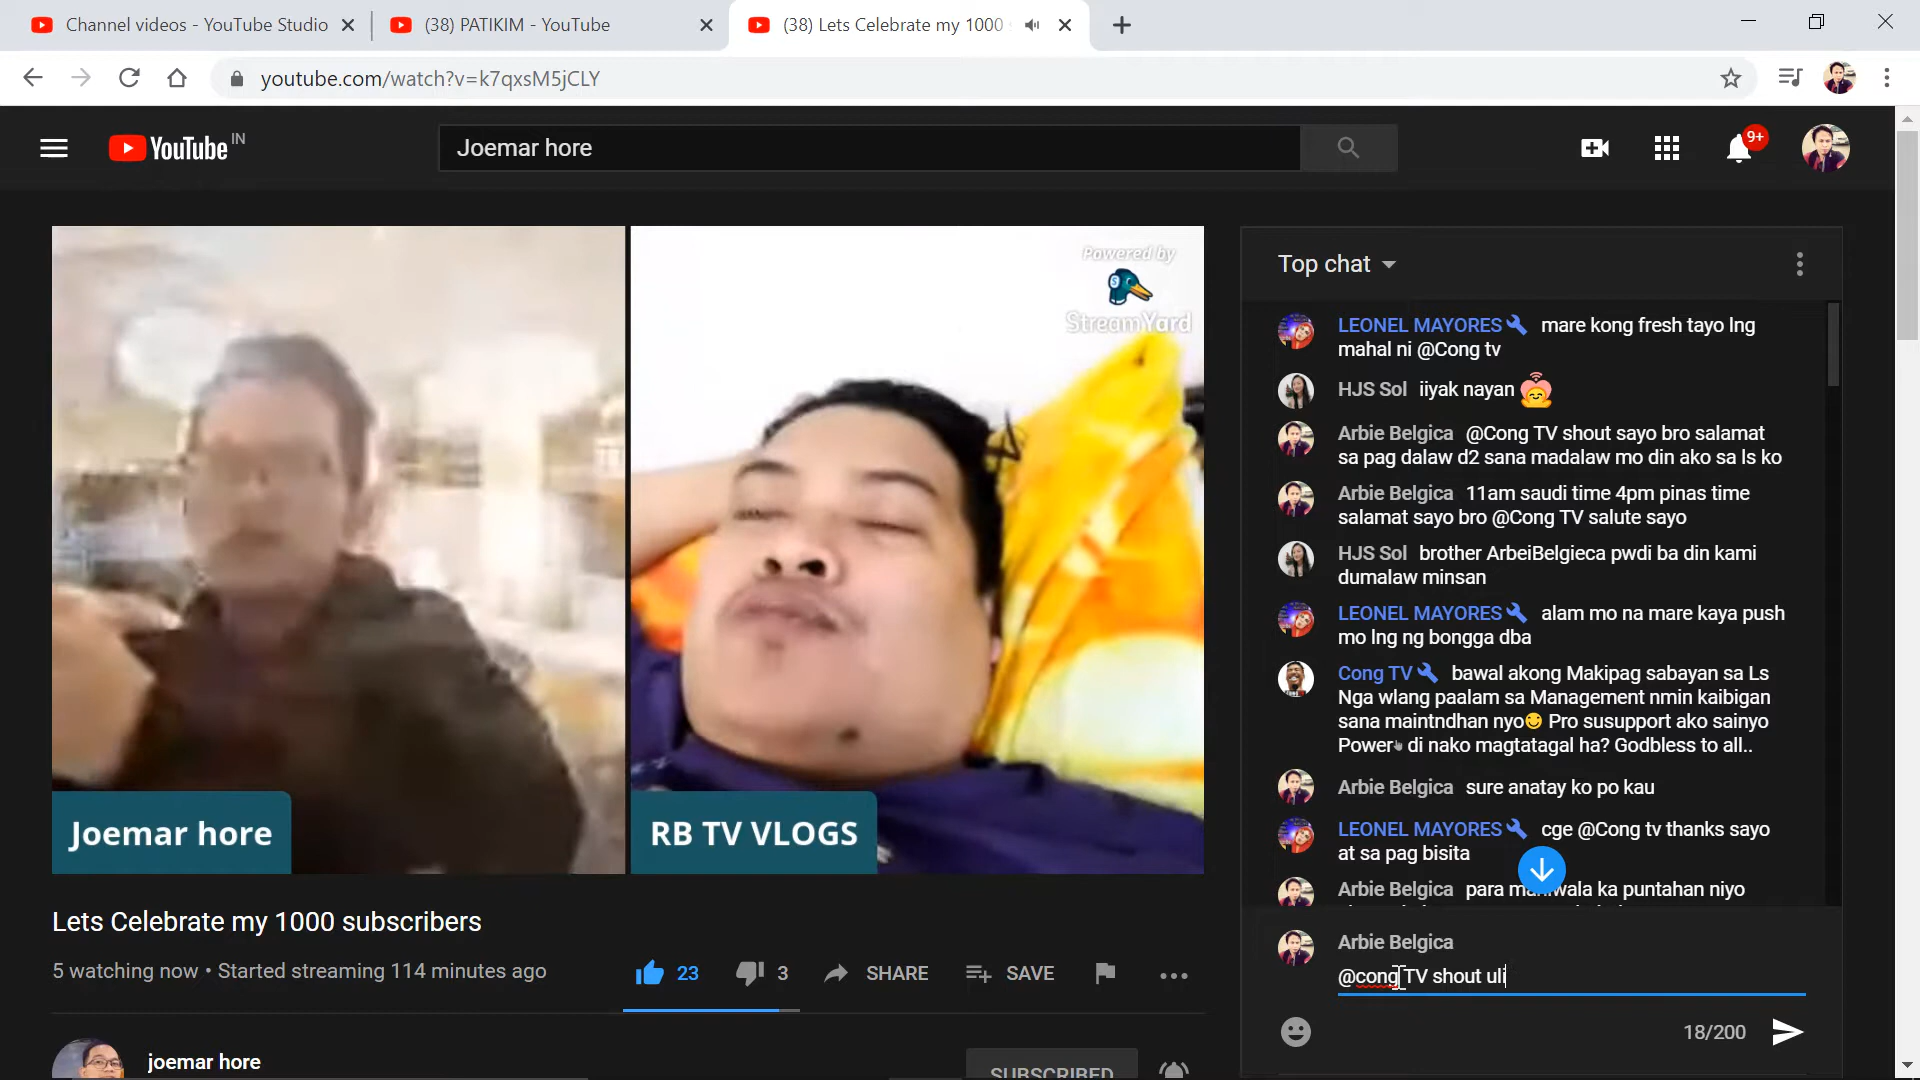 Channel videos - YouTube Studio
(38) PATIKIM - YouTube
(38) Lets Celebrate my 1000
youtube.com/watch?v=k7qxsM5jCLY
YouTube IN
Joemar hore
9+
Powered by
StreamYard
Joemar hore
RB TV VLOGS
Lets Celebrate my 1000 subscribers
5 watching now • Started streaming 114 minutes ago
23
3
SHARE
SAVE
joemar hore
SUBSCRIBED
Top chat
LEONEL MAYORES mare kong fresh tayo lng
mahal ni @Cong tv
HJS Sol iiyak nayan
Arbie Belgica @Cong TV shout sayo bro salamat
sa pag dalaw d2 sana madalaw mo din ako sa ls ko
Arbie Belgica 11am saudi time 4pm pinas time
salamat sayo bro @Cong TV salute sayo
HJS Sol brother ArbeiBelgieca pwdi ba din kami
dumalaw minsan
LEONEL MAYORES alam mo na mare kaya push
mo lng ng bongga dba
Cong TV bawal akong Makipag sabayan sa Ls
Nga wlang paalam sa Management nmin kaibigan
sana maintndhan nyo Pro susupport ako sainyo
Power di nako magtatagal ha? Godbless to all..
Arbie Belgica sure anatay ko po kau
LEONEL MAYORES cge @Cong tv thanks sayo
at sa pag bisita
Arbie Belgica para ka puntahan niyo
Arbie Belgica
@cong TV shout uli
18/200